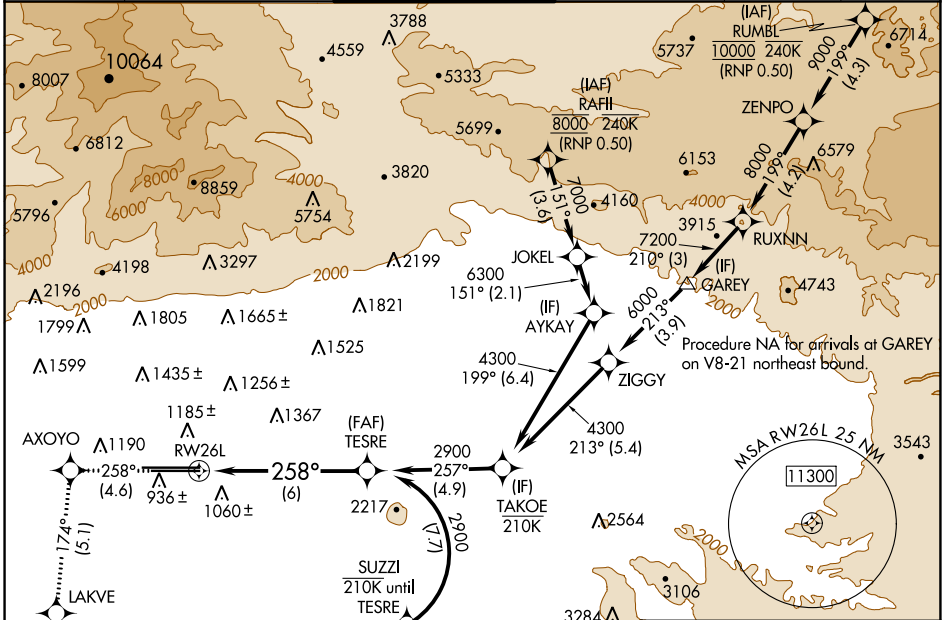 3788
(IAF)
RUMBL
10000 240K
(RNP 0.50)
6714
5737
4559
10064
8007
5333
9000
199°
(4.3)
(IAF)
RAFII
8000 240K
(RNP 0.50)
ZENPO
5699
6812
6579
6153
8000
199°
(4.2)
3820
8000
8859
4000
5754
7000
151°
(3.6)
4160
4000
3915
5796
6000
RUXNN
7200
210° (3)
JOKEL
(IF)
GAREY
4000
4198
3297
2000
2199
6300
151° (2.1)
4743
2196
2000
1821
(IF)
AYKAY
6000
213°
(3.9)
2000
1799
1805
1665 ±
Procedure NA for arrivals at GAREY
on V8-21 northeast bound.
1525
1599
1435 ±
1256 ±
4300
199° (6.4)
ZIGGY
1185 ±
1367
4300
213° (5.4)
AXOYO
1190
RW26L
(FAF)
TESRE
2900
257°
(4.9)
MSA RW26L 25 NM
3543
258°
(4.6)
936 ±
1060 ±
258°
(6)
(IF)
TAKOE
210K
11300
2217
2564
174°
(5.1)
2900
(7.7)
2000
SUZZI
210K until
TESRE
LAKVE
3106
3284